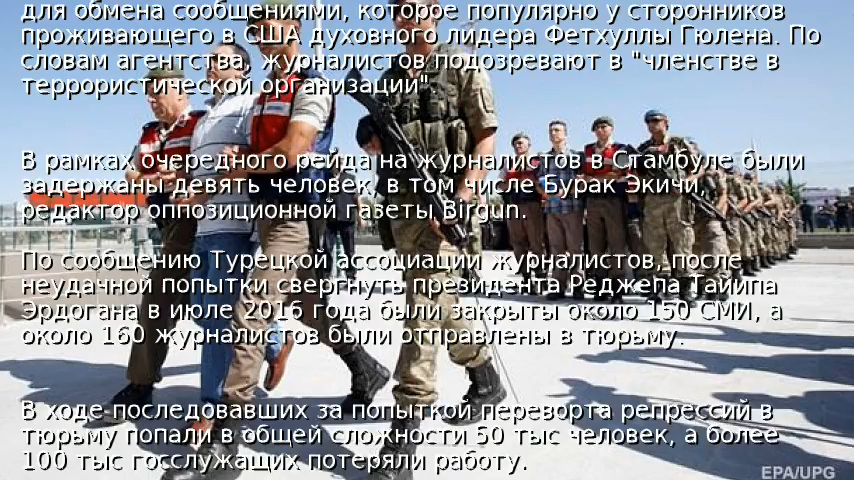 для обмена сообщениями, которое популярно у сторонников
проживающего в США духовного лидера Фетхуллы Гюлена. По
словам агентства, журналистов подозревают в "членстве в
террористической организации".
В рамках очередного рейда на журналистов в Стамбуле были
задержаны девять человек, в том числе Бурак Экичи,
редактор оппозиционной газеты Birgun.
По сообщению Турецкой ассоциации журналистов, после
неудачной попытки свергнуть президента Реджепа Тайипа
Эрдогана в июле 2016 года были закрыты около 150 СМИ, а
около 160 журналистов были отправлены в тюрьму.
В ходе последовавших за попыткой переворота репрессий в
тюрьму попали в общей сложности 50 тыс человек, а более
100 тыс госслужащих потеряли работу.
EPA/UPG